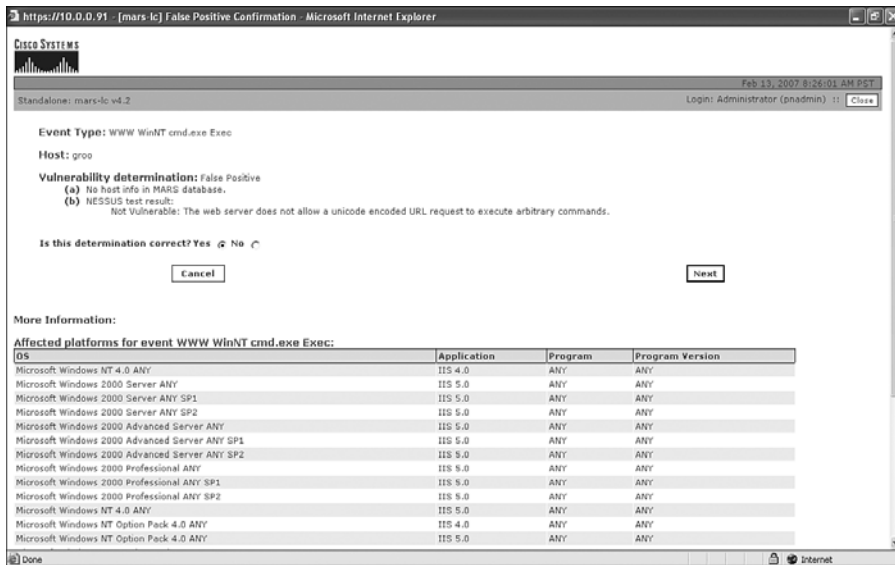 https://10.0.0.91 - [mars-lc] False Positive Confirmation - Microsoft Internet Explorer
CISCO SYSTEMS
Feb 13, 2007 8:26:01 AM PST
Standalone: mars-lc v4.2
Login: Administrator (pnadmin) :: Close
Event Type: WWW WinNT cmd.exe Exec
Host: groo
Vulnerability determination: False Positive
(a) No host info in MARS database.
(b) NESSUS test result:
Not Vulnerable: The web server does not allow a unicode encoded URL request to execute arbitrary commands.
Is this determination correct? Yes No
Cancel Next
More Information:
Affected platforms for event WWW WinNT cmd.exe Exec:
OS Application Program Program Version
Microsoft Windows NT 4.0 ANY IIS 4.0 ANY ANY
Microsoft Windows 2000 Server ANY IIS 5.0 ANY ANY
Microsoft Windows 2000 Server ANY SP1 IIS 5.0 ANY ANY
Microsoft Windows 2000 Server ANY SP2 IIS 5.0 ANY ANY
Microsoft Windows 2000 Advanced Server ANY IIS 5.0 ANY ANY
Microsoft Windows 2000 Advanced Server ANY SP1 IIS 5.0 ANY ANY
Microsoft Windows 2000 Advanced Server ANY SP2 IIS 5.0 ANY ANY
Microsoft Windows 2000 Professional ANY IIS 5.0 ANY ANY
Microsoft Windows 2000 Professional ANY SP1 IIS 5.0 ANY ANY
Microsoft Windows 2000 Professional ANY SP2 IIS 5.0 ANY ANY
Microsoft Windows NT 4.0 ANY IIS 5.0 ANY ANY
Microsoft Windows NT Option Pack 4.0 ANY IIS 4.0 ANY ANY
Microsoft Windows NT Option Pack 4.0 ANY IIS 5.0 ANY ANY
Done Internet